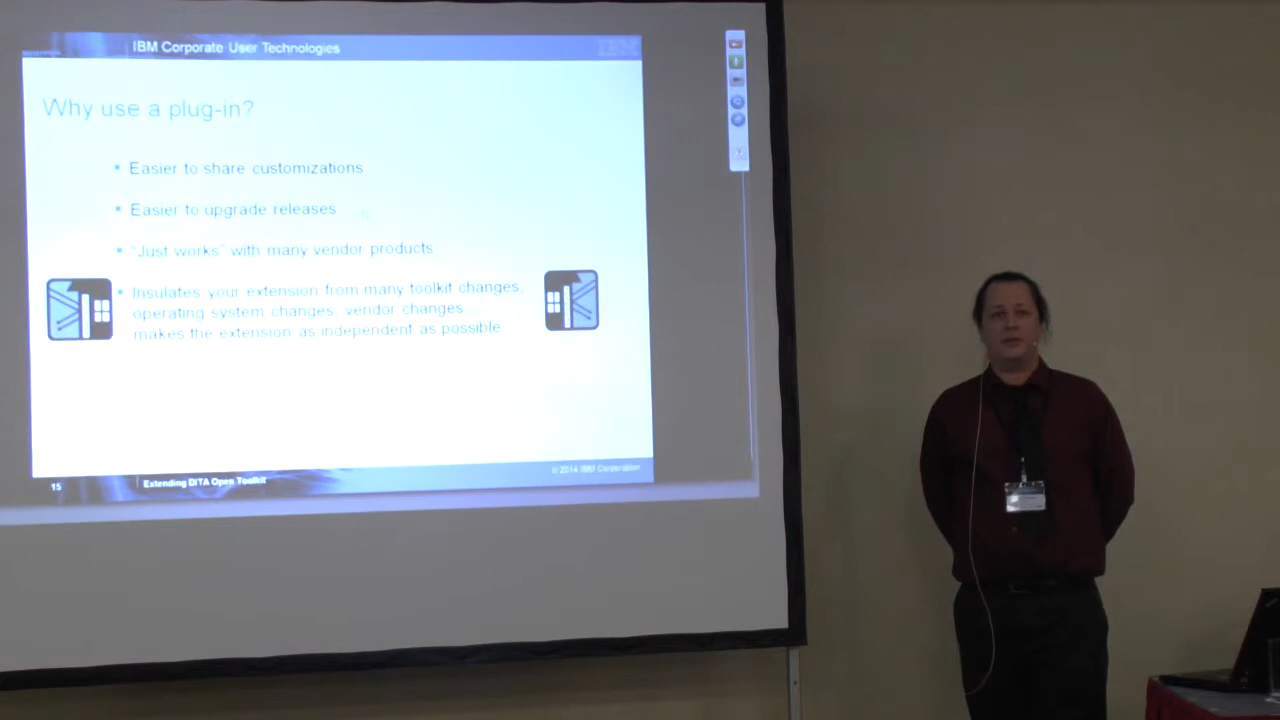 IBM Corporate User Technologies
IBM
Why use a plug-in?
Easier to share customizations
Easier to upgrade releases
"Just works" with many vendor products
Insulates your extension from many toolkit changes,
operating system changes, vendor changes,
makes the extension as independent as possible
© 2014 IBM Corporation
15
Extending DITA Open Toolkit